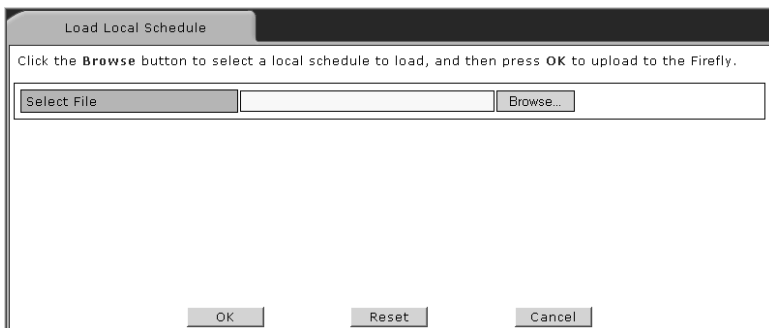 Load Local Schedule
Click the Browse button to select a local schedule to load, and then press OK to upload to the Firefly.
Select File Browse...
OK Reset Cancel